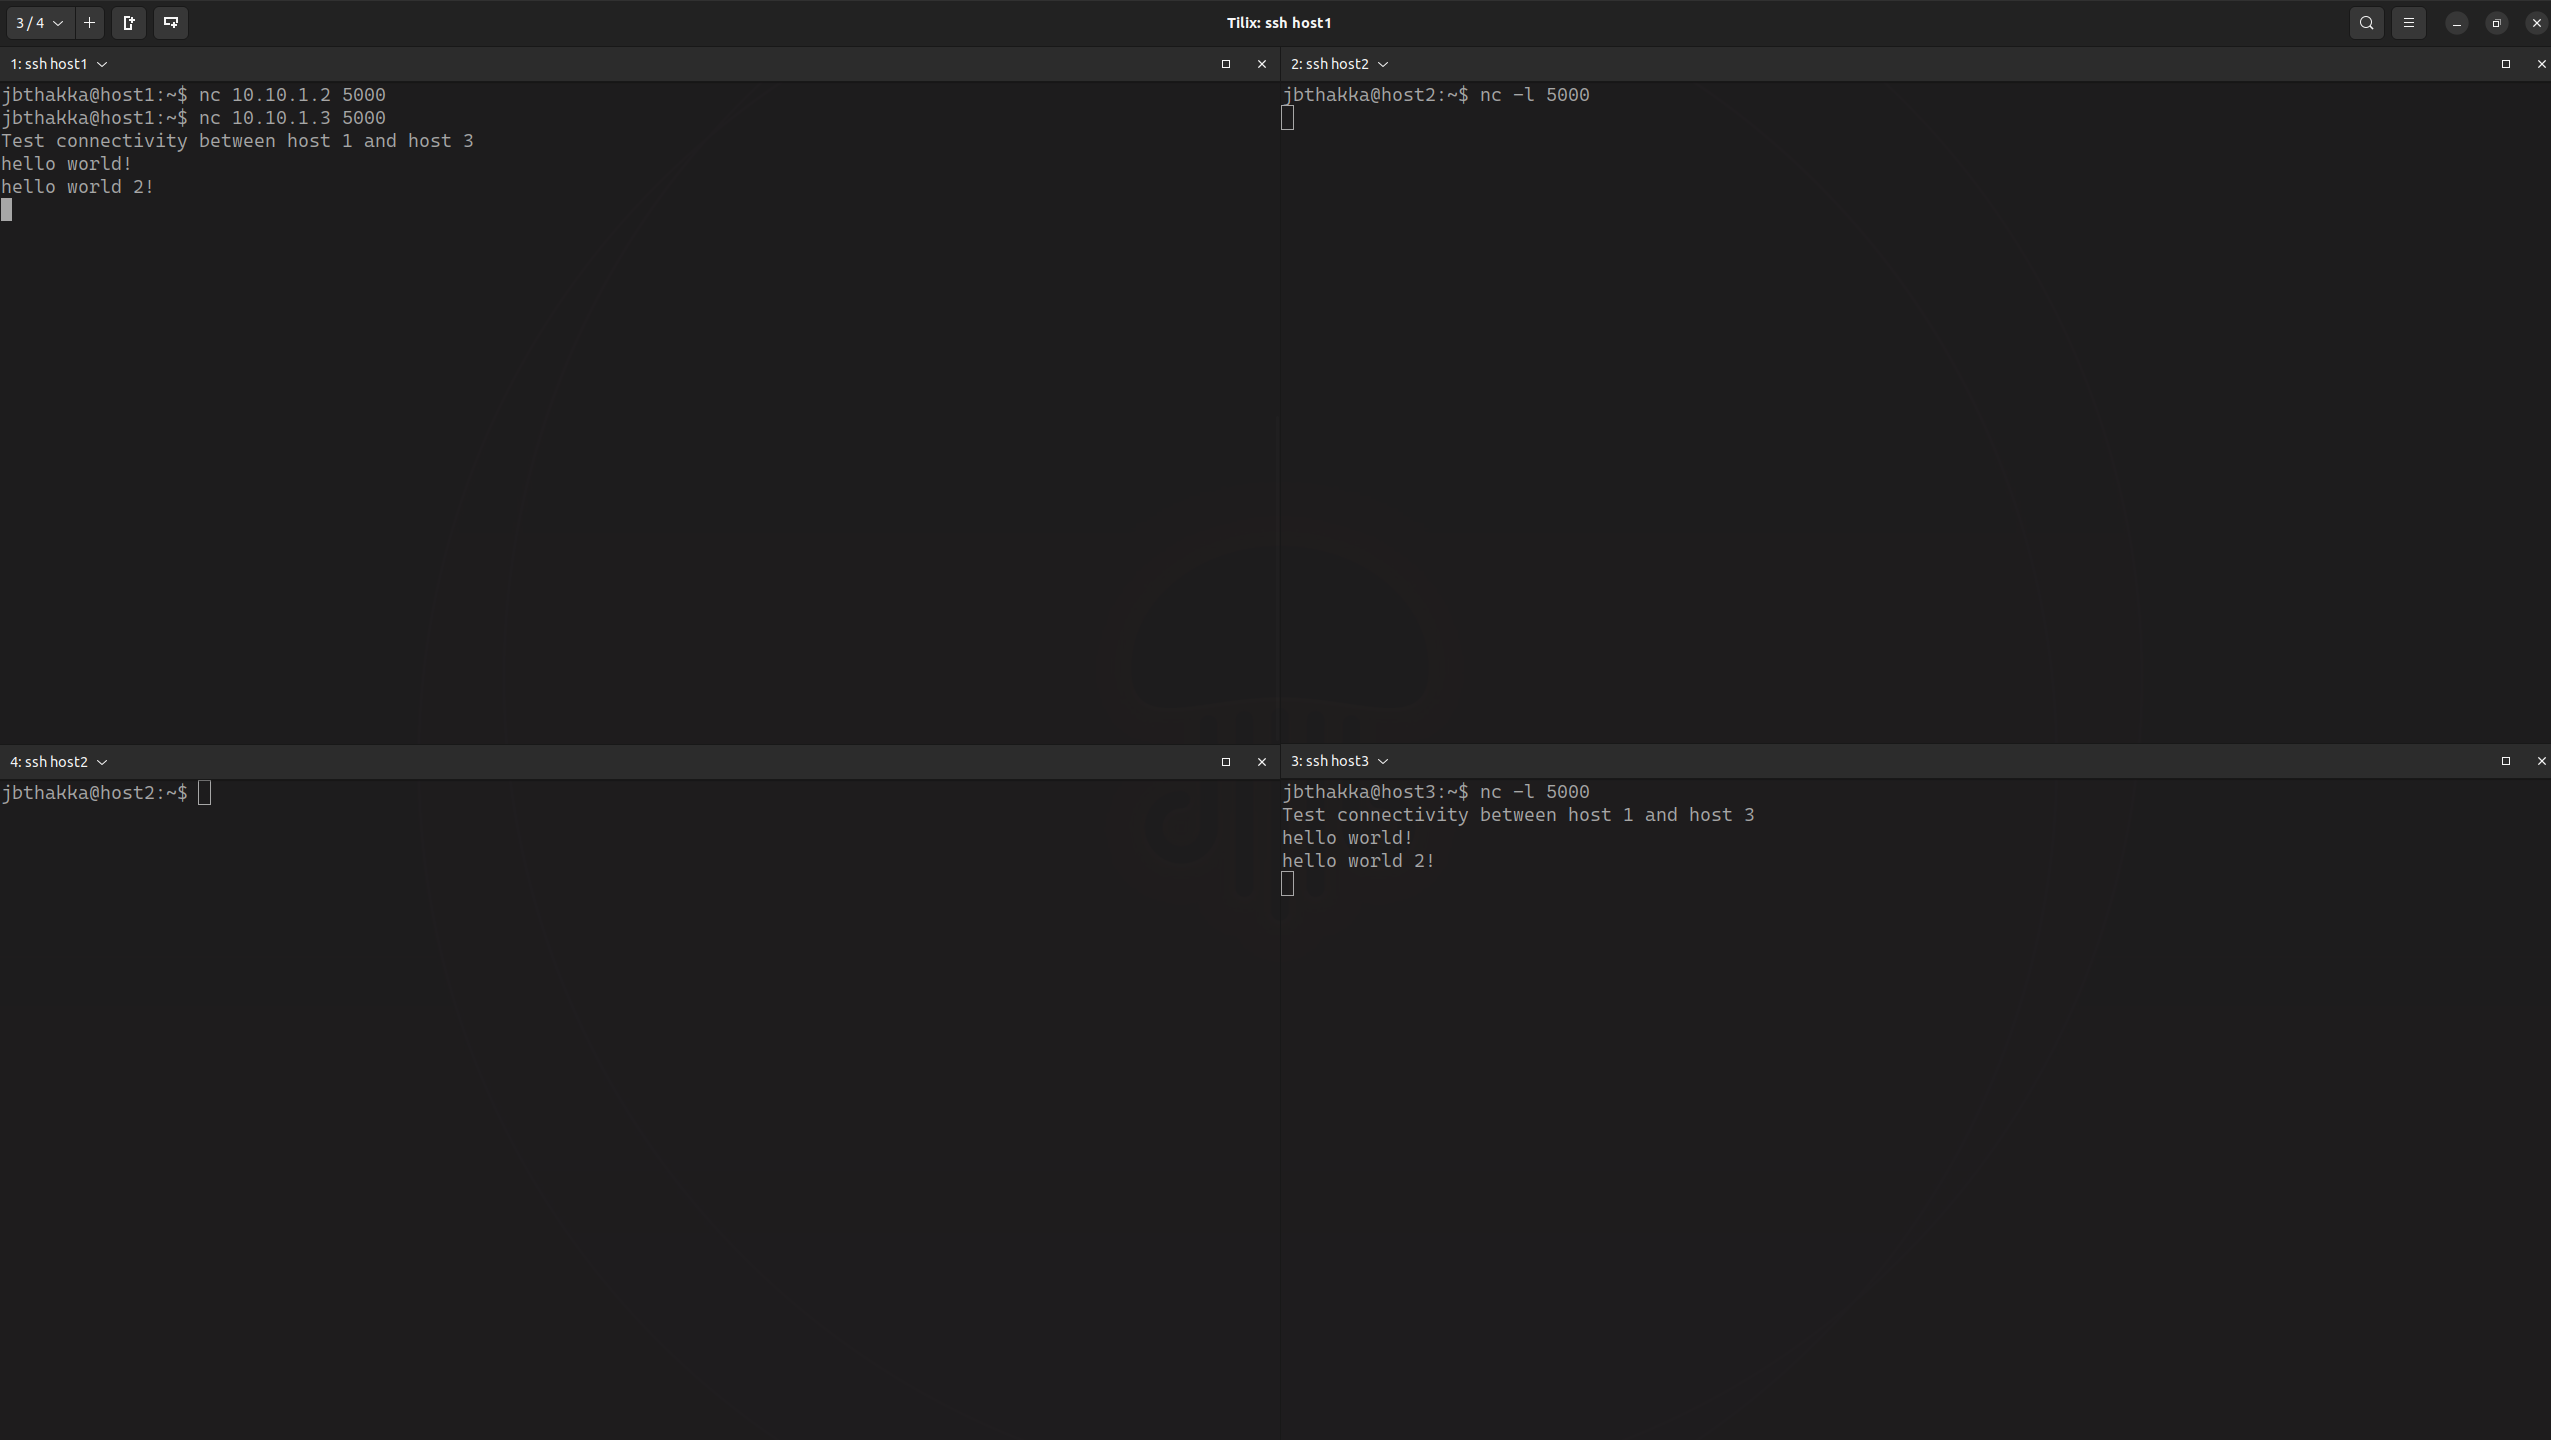 3 / 4
Tilix: ssh host1
1: ssh host1
jbthakka@host1:~$ nc 10.10.1.2 5000
jbthakka@host1:~$ nc 10.10.1.3 5000
Test connectivity between host 1 and host 3
hello world!
hello world 2!
2: ssh host2
jbthakka@host2:~$ nc -l 5000
4: ssh host2
jbthakka@host2:~$
3: ssh host3
jbthakka@host3:~$ nc -l 5000
Test connectivity between host 1 and host 3
hello world!
hello world 2!